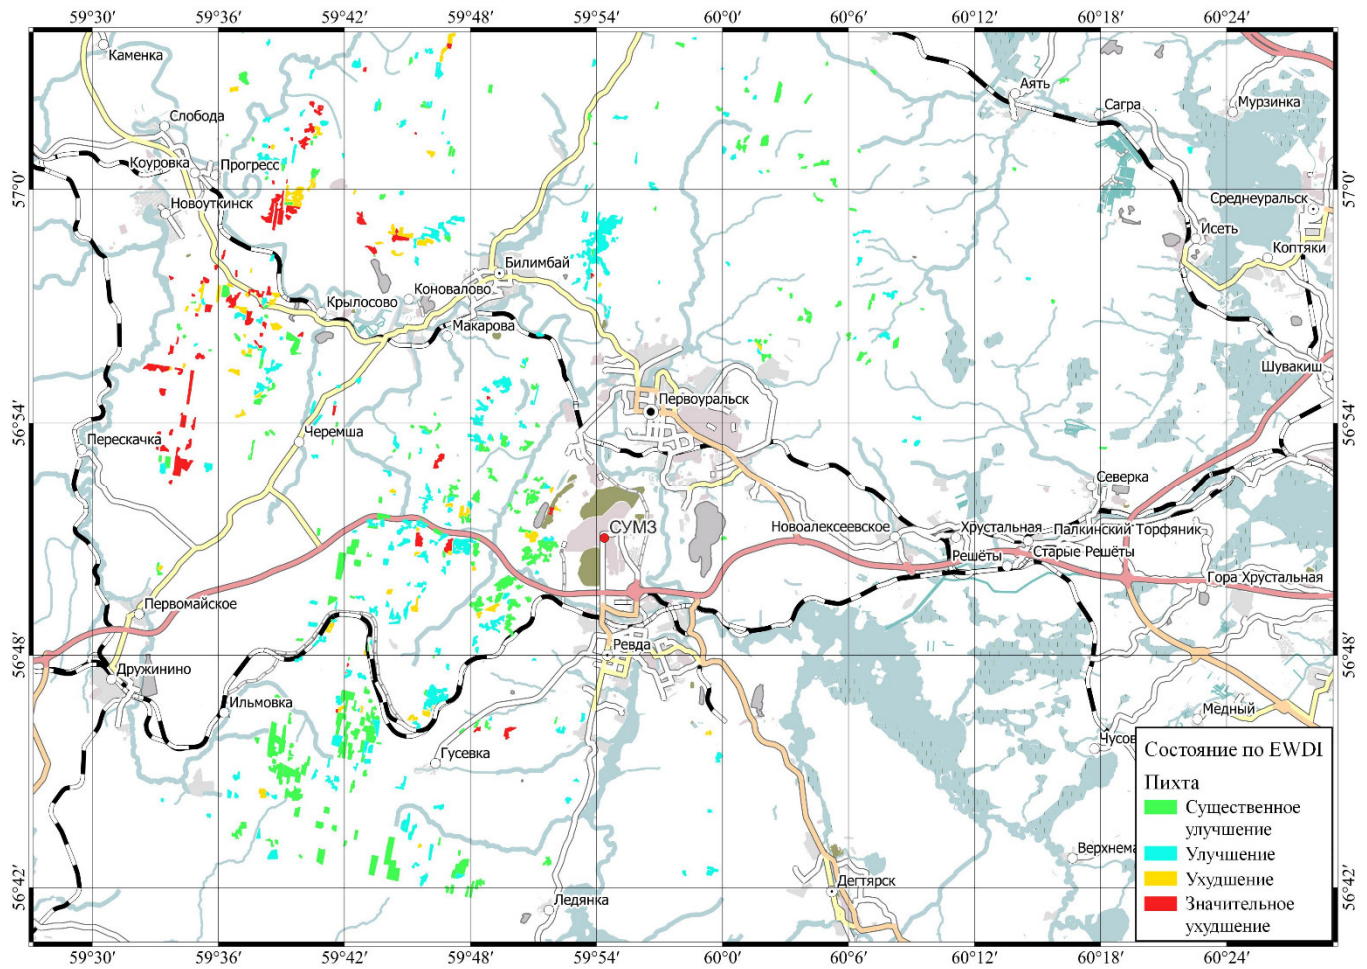 59°30' 59°36' 59°42' 59°48' 59°54' 60°0' 60°6' 60°12' 60°18' 60°24'
Каменка
Аять
Слобода
Сагра
Мурзинка
Коуровка
Прогресс
57°0'
57°0'
Новоуткинск
Среднеуральск
Исеть
Коптяки
Билимбай
Коновалово
Крылосово
Макарова
Шувакиш
Первоуральск
56°54'
56°54'
Перескачка
Черемша
Северка
СУМЗ
Новоалексеевское
Хрустальная
Палкинский Торфяник
Решёты
Старые Решёты
Гора Хрустальная
Первомайское
56°48'
56°48'
Ревда
Дружинино
Ильмовка
Медный
Гусевка
Чусов
Состояние по EWDI
Пихта
Существенное
улучшение
Улучшение
Ухудшение
Значительное
ухудшение
Верхнема
56°42'
56°42'
Дегтярск
Ледянка
59°30' 59°36' 59°42' 59°48' 59°54' 60°0' 60°6' 60°12' 60°18' 60°24'